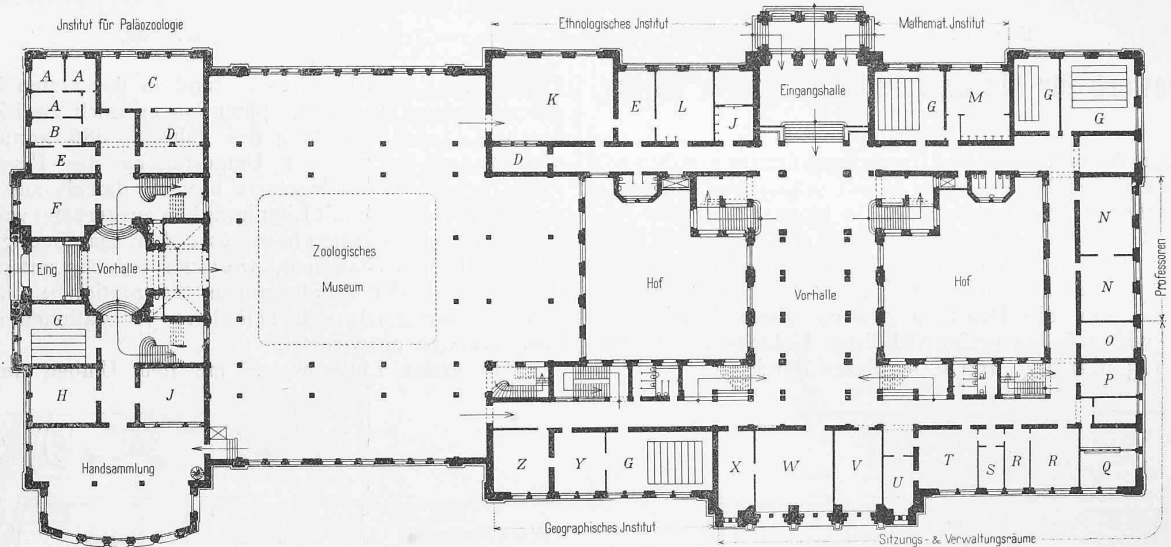 Jnstitut für Paläozoologie
Ethnologisches Jnstitut
Mathemat. Jnstitut
A A C
A
B D
E
F
K
E L J
D
Eingangshalle
G M G
G
N
N
O
P
Professoren
Eing
Vorhalle
Zoologisches
Museum
Hof
Vorhalle
Hof
G
H J
Handsammlung
Z Y G X W V U T S R R Q
Geographisches Jnstitut
Sitzungs- & Verwaltungsräume